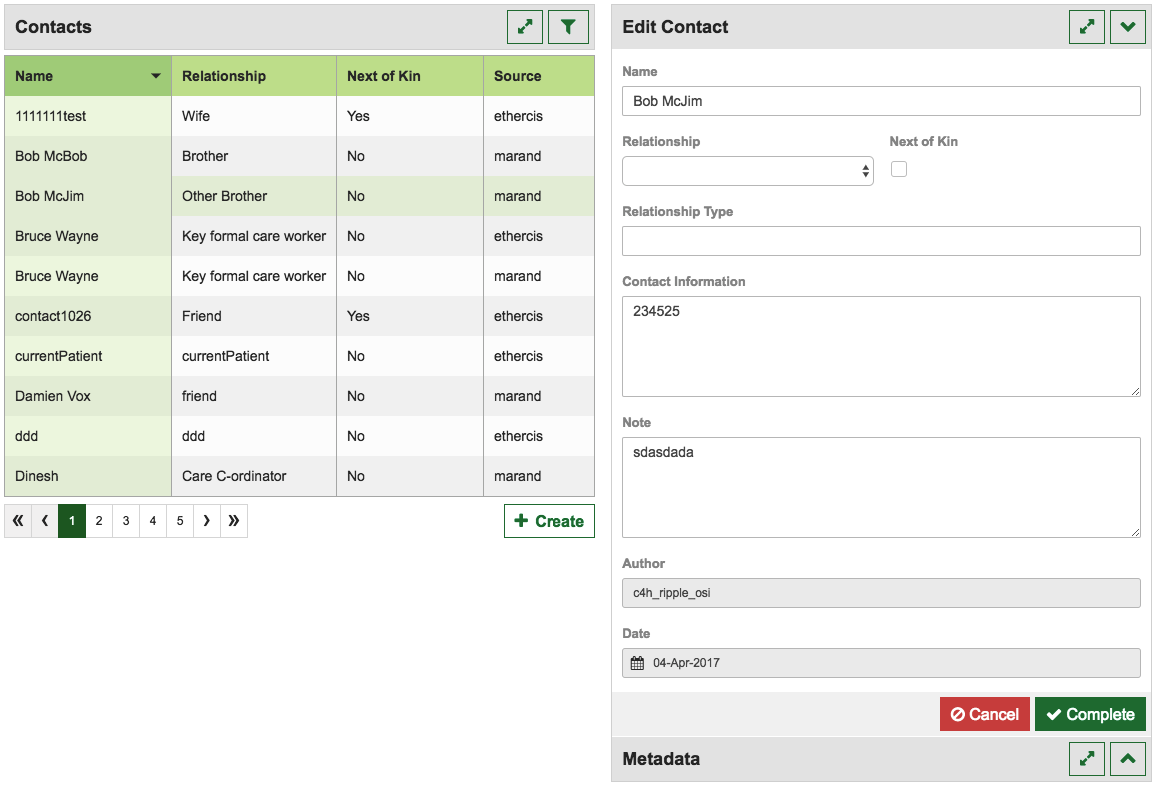 Contacts
Name Relationship Next of Kin Source
1111111test Wife Yes ethercis
Bob McBob Brother No marand
Bob McJim Other Brother No marand
Bruce Wayne Key formal care worker No ethercis
Bruce Wayne Key formal care worker No marand
contact1026 Friend Yes ethercis
currentPatient currentPatient No ethercis
Damien Vox friend No marand
ddd ddd No ethercis
Dinesh Care C-ordinator No marand
« ‹ 1 2 3 4 5 › »
Create
Edit Contact
Name
Bob McJim
Relationship Next of Kin
Relationship Type
Contact Information
234525
Note
sdasdada
Author
c4h_ripple_osi
Date
04-Apr-2017
Cancel Complete
Metadata